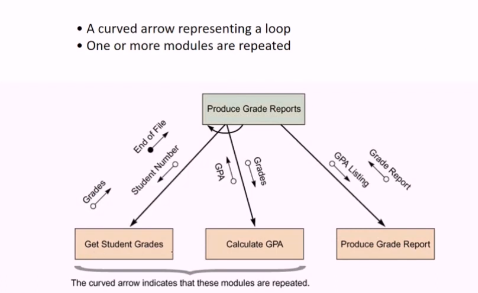 • A curved arrow representing a loop
• One or more modules are repeated
Produce Grade Reports
End of File
Student Number
Grades
GPA
Grades
GPA Listing
Grade Report
Get Student Grades
Calculate GPA
Produce Grade Report
The curved arrow indicates that these modules are repeated.